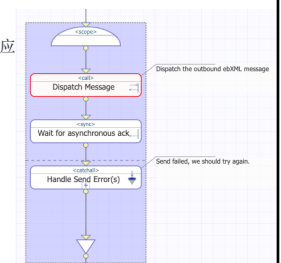 <scope>
应
Dispatch the outbound ebXML message
<call>
Dispatch Message
<sync>
Wait for asynchronous ack.
Send failed, we should try again.
<catchall>
Handle Send Error(s)